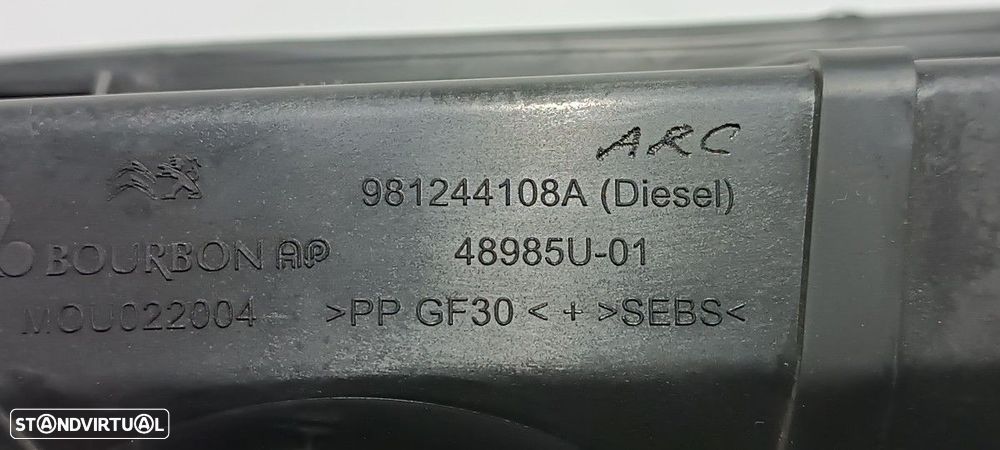 ARC
981244108A (Diesel)
BOURBON AP 48985U-01
MOU022004 >PP GF30 < + >SEBS<
STANDVIRTUAL